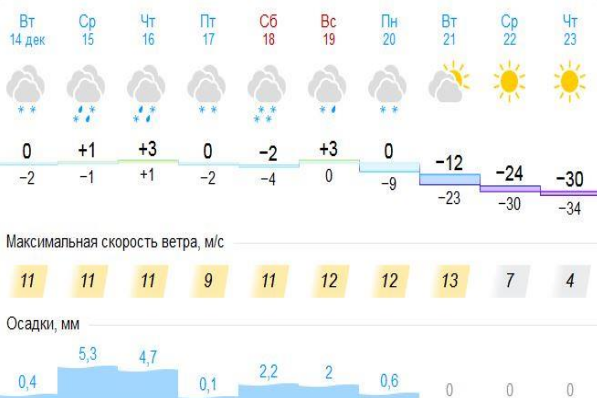 Вт Ср Чт Пт Сб Вс Пн Вт Ср Чт
14 дек 15 16 17 18 19 20 21 22 23
0 +1 +3 0 −2 +3 0 −12 −24 −30
−2 −1 +1 −2 −4 0 −9 −23 −30 −34
Максимальная скорость ветра, м/с
11 11 11 9 11 12 12 13 7 4
Осадки, мм
0,4 5,3 4,7 0,1 2,2 2 0,6 0 0 0